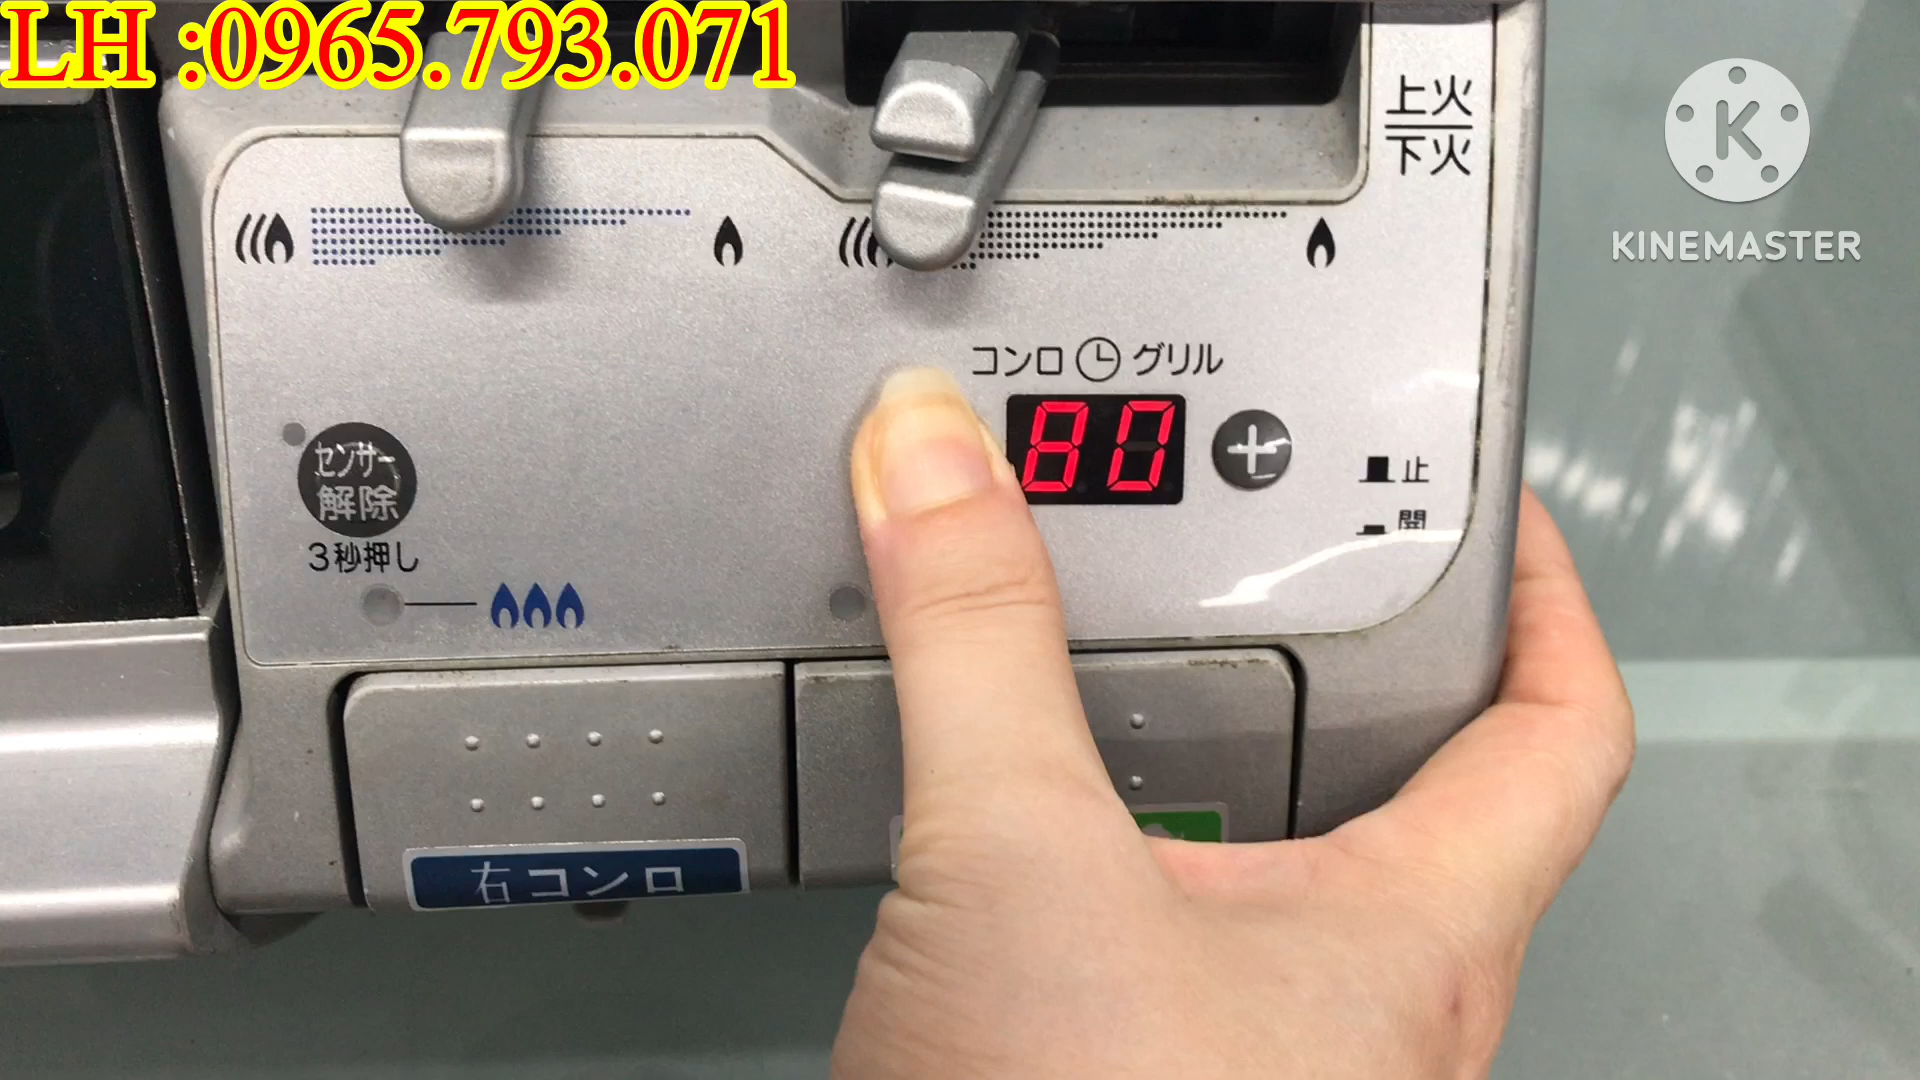 LH :0965.793.071
上火
下火
KINEMASTER
コンロ グリル
80
+
センサー
解除
3秒押し
止
開
右コンロ